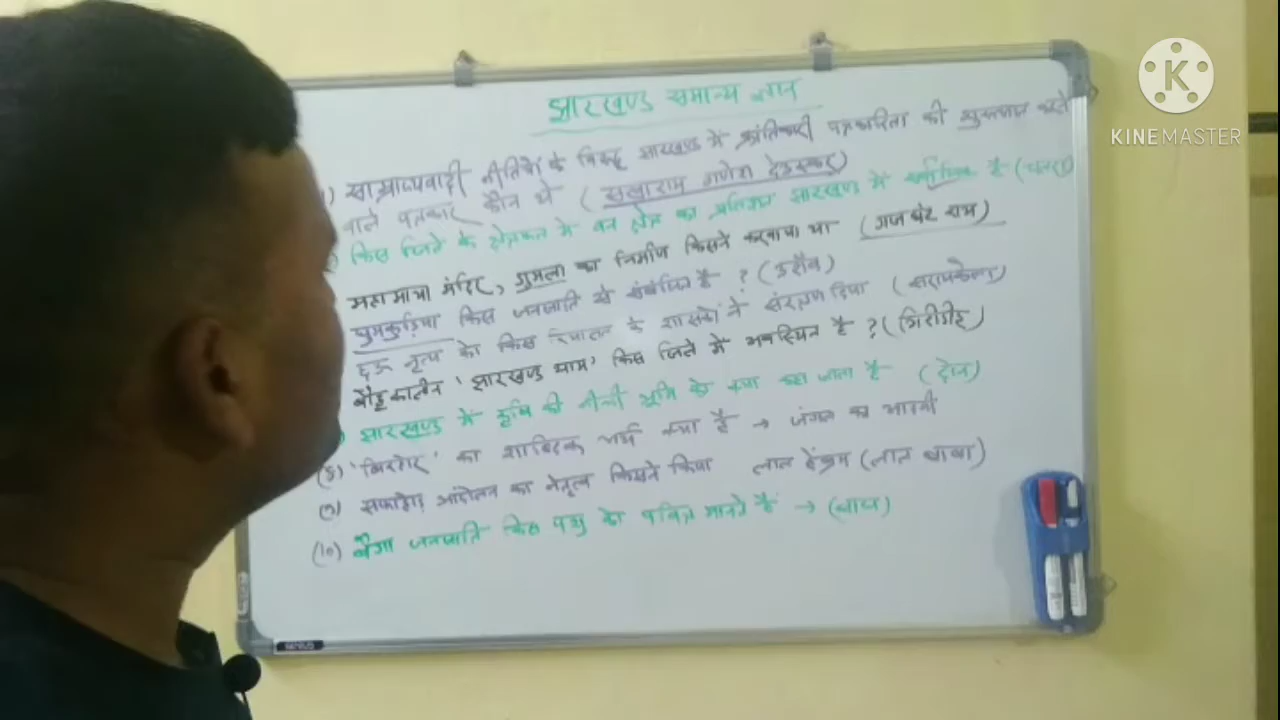 झारखण्ड समान्य ज्ञान
साम्राज्यवादी नीतियों के विरुद्ध झारखण्ड में क्रांतिकारी पत्रकारिता की शुरुआत करने
वाले पत्रकार कौन थे (सखाराम गणेश देउस्कर)
किस जिले के क्षेत्रफल में वन क्षेत्र का प्रतिशत झारखण्ड में सर्वाधिक है (चतरा)
महामाया मंदिर, गुमला का निर्माण किसने करवाया था (गजघंट राय)
घुमकुड़िया किस जनजाति से संबंधित है ? (उराँव)
छऊ नृत्य को किस रियासत के शासकों ने संरक्षण दिया (सरायकेला)
बौद्धकालीन 'झारखण्ड धाम' किस जिले में अवस्थित है ? (गिरीडीह)
झारखण्ड में कृषि की नीची भूमि को क्या कहा जाता है (दोन)
(8) 'बिरहोर' का शाब्दिक अर्थ क्या है → जंगल का आदमी
(9) सफाहोड़ आंदोलन का नेतृत्व किसने किया लाल हेम्ब्रम (लाल बाबा)
(10) बैगा जनजाति किस पशु को पवित्र मानते हैं → (बाघ)
KINEMASTER